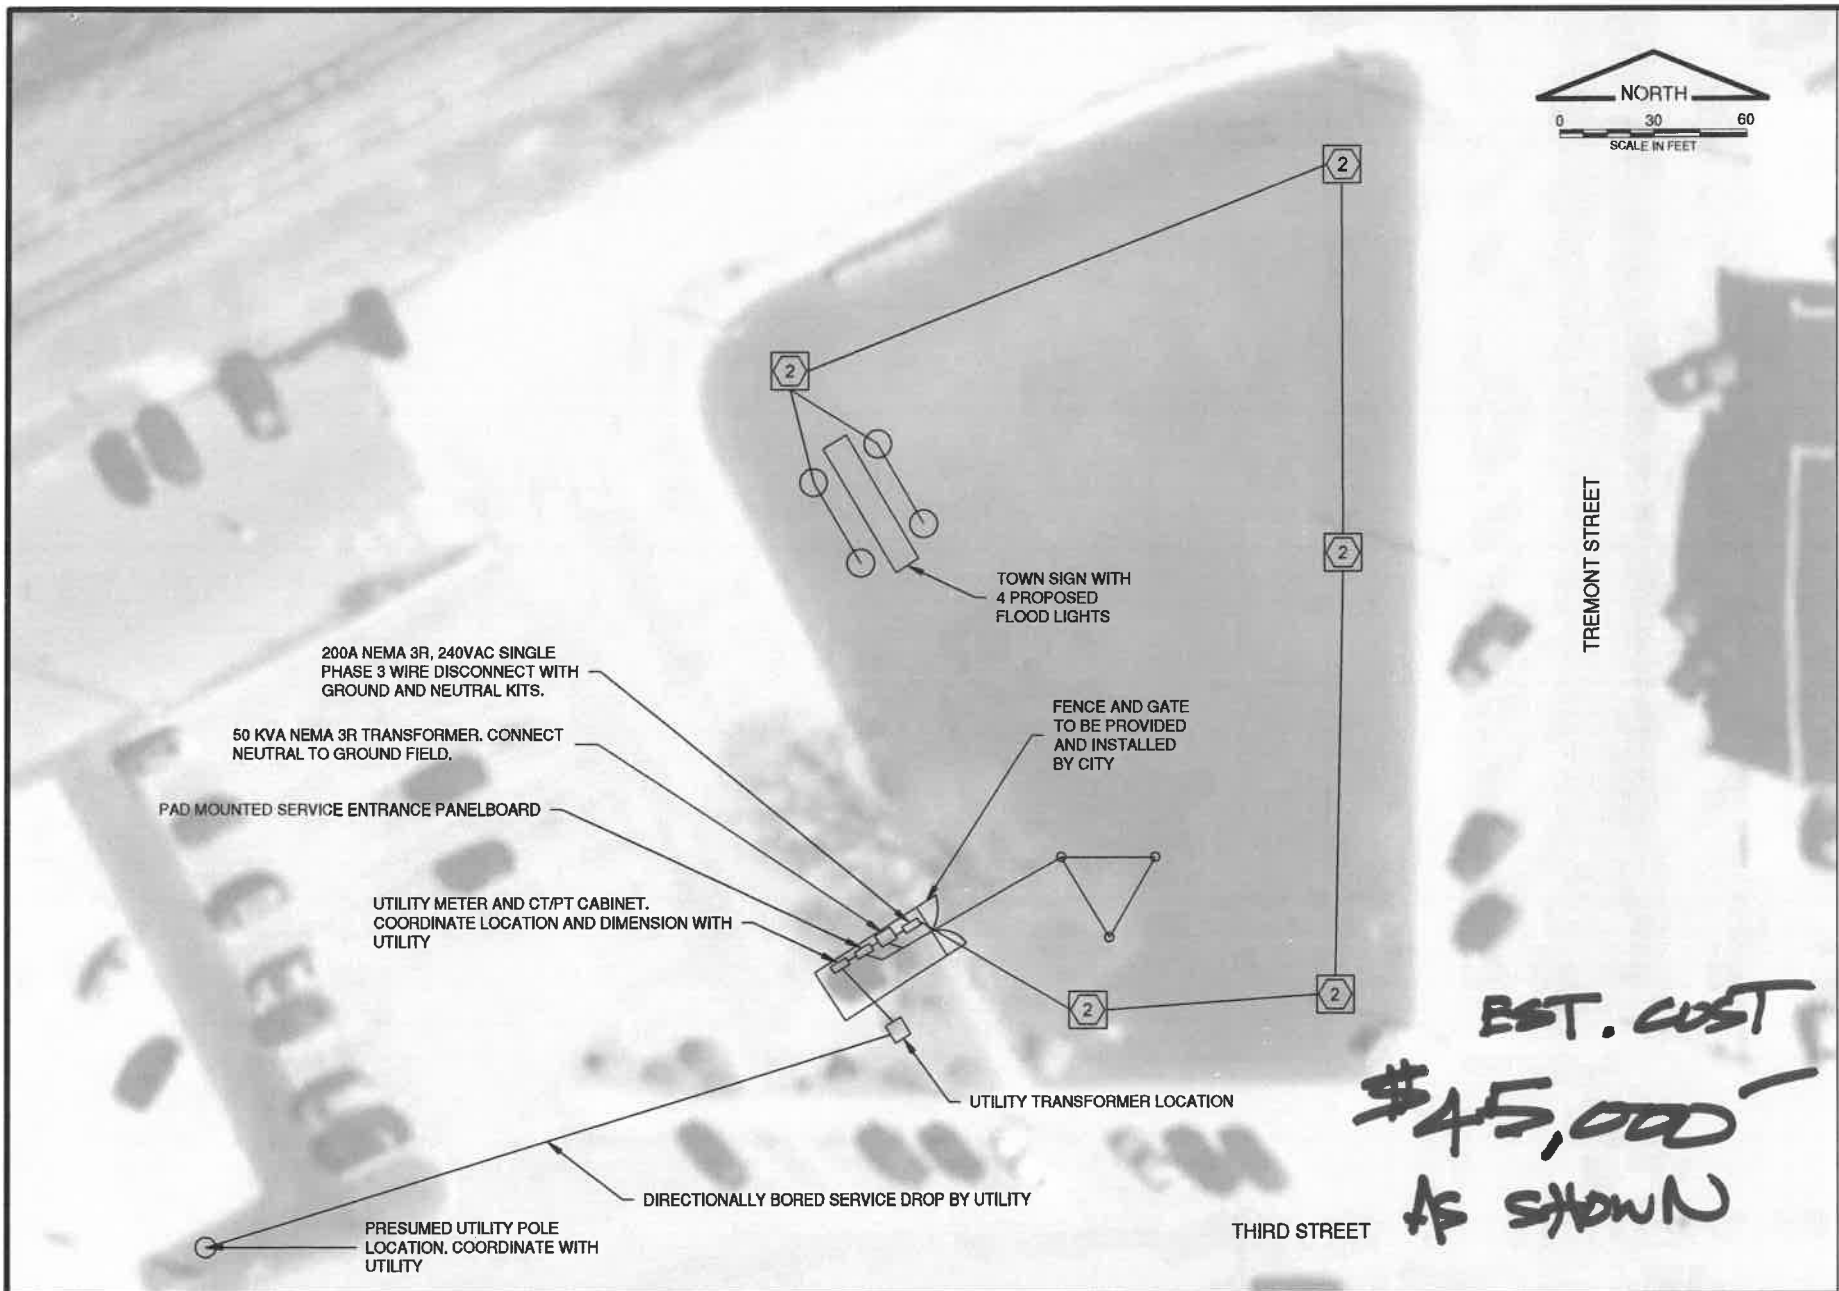 NORTH
0 30 60
SCALE IN FEET
2
2
2
TOWN SIGN WITH
4 PROPOSED
FLOOD LIGHTS
TREMONT STREET
200A NEMA 3R, 240VAC SINGLE
PHASE 3 WIRE DISCONNECT WITH
GROUND AND NEUTRAL KITS.
50 KVA NEMA 3R TRANSFORMER. CONNECT
NEUTRAL TO GROUND FIELD.
FENCE AND GATE
TO BE PROVIDED
AND INSTALLED
BY CITY
PAD MOUNTED SERVICE ENTRANCE PANELBOARD
UTILITY METER AND CT/PT CABINET.
COORDINATE LOCATION AND DIMENSION WITH
UTILITY
2
2
UTILITY TRANSFORMER LOCATION
DIRECTIONALLY BORED SERVICE DROP BY UTILITY
PRESUMED UTILITY POLE
LOCATION. COORDINATE WITH
UTILITY
THIRD STREET
EST. COST
$45,000-
AS SHOWN